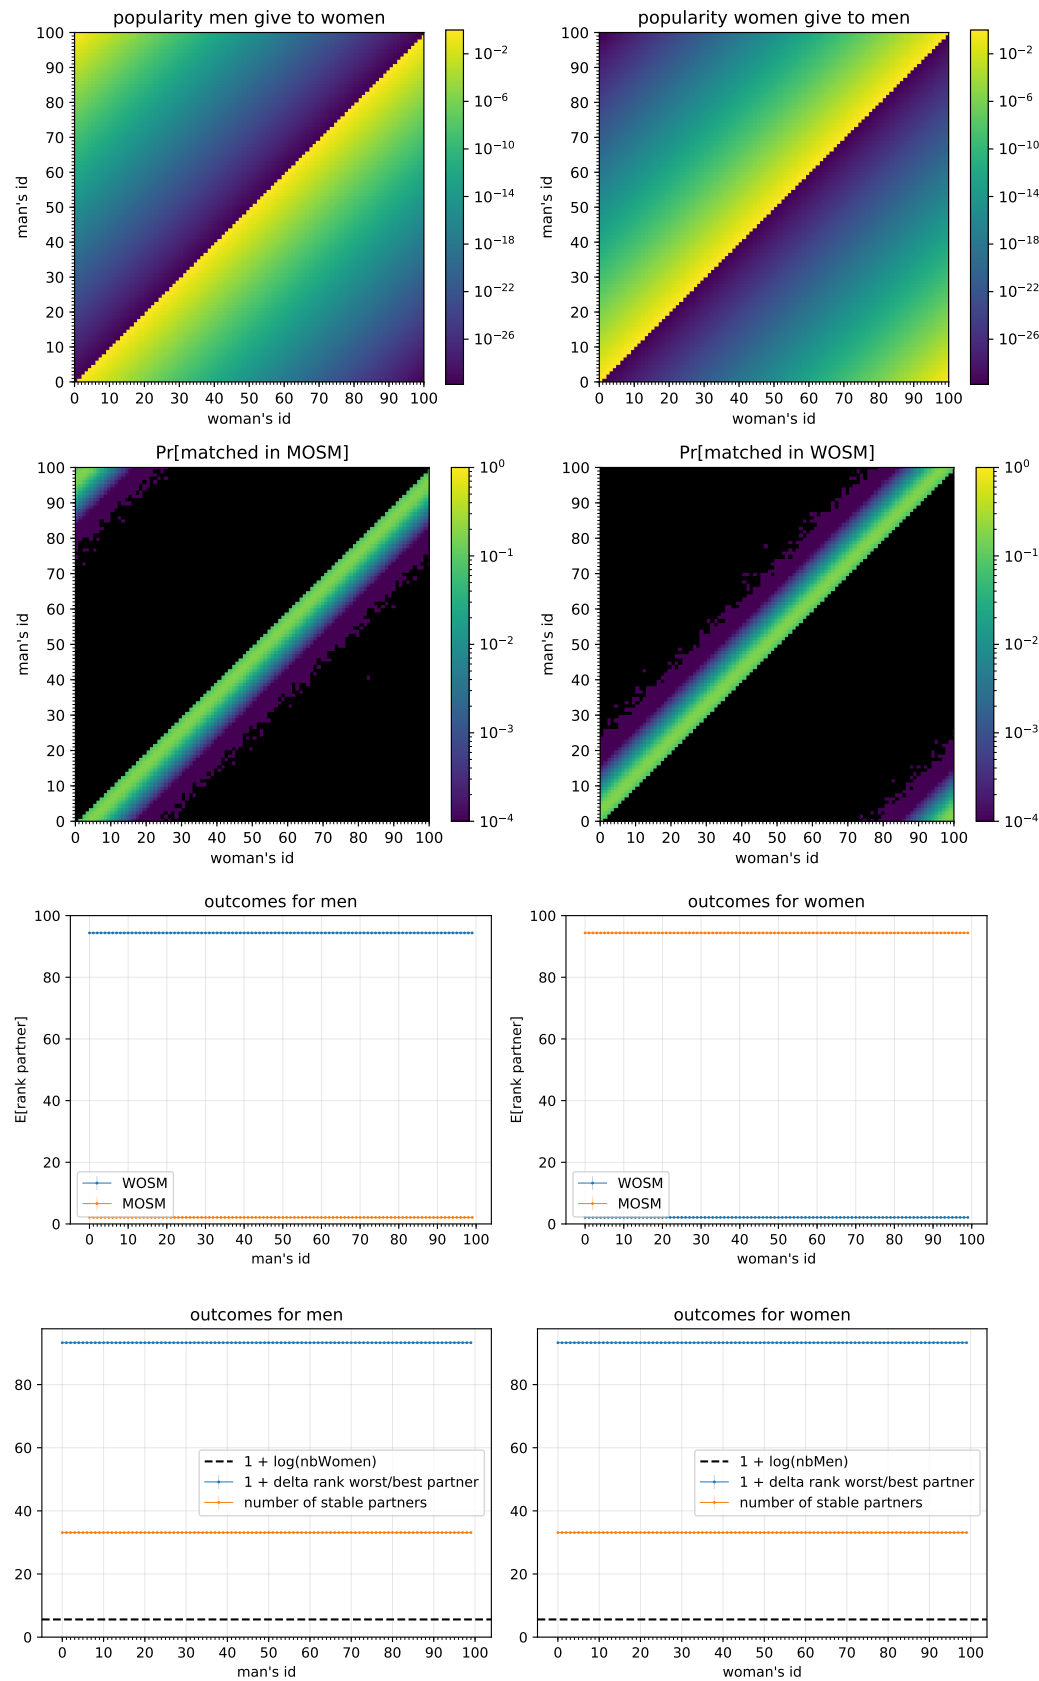 popularity men give to women
popularity women give to men
100
90
80
70
60
50
40
30
20
10
0
man's id
0 10 20 30 40 50 60 70 80 90 100
woman's id
10⁻²
10⁻⁶
10⁻¹⁰
10⁻¹⁴
10⁻¹⁸
10⁻²²
10⁻²⁶
100
90
80
70
60
50
40
30
20
10
0
man's id
0 10 20 30 40 50 60 70 80 90 100
woman's id
10⁻²
10⁻⁶
10⁻¹⁰
10⁻¹⁴
10⁻¹⁸
10⁻²²
10⁻²⁶
Pr[matched in MOSM]
Pr[matched in WOSM]
100
90
80
70
60
50
40
30
20
10
0
man's id
0 10 20 30 40 50 60 70 80 90 100
woman's id
10⁰
10⁻¹
10⁻²
10⁻³
10⁻⁴
100
90
80
70
60
50
40
30
20
10
0
man's id
0 10 20 30 40 50 60 70 80 90 100
woman's id
10⁰
10⁻¹
10⁻²
10⁻³
10⁻⁴
outcomes for men
outcomes for women
100
80
60
40
20
0
E[rank partner]
WOSM
MOSM
0 10 20 30 40 50 60 70 80 90 100
man's id
100
80
60
40
20
0
E[rank partner]
WOSM
MOSM
0 10 20 30 40 50 60 70 80 90 100
woman's id
outcomes for men
outcomes for women
80
60
40
20
0
1 + log(nbWomen)
1 + delta rank worst/best partner
number of stable partners
0 10 20 30 40 50 60 70 80 90 100
man's id
80
60
40
20
0
1 + log(nbMen)
1 + delta rank worst/best partner
number of stable partners
0 10 20 30 40 50 60 70 80 90 100
woman's id